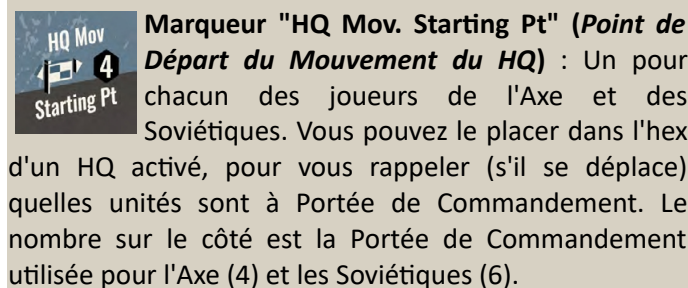 HQ Mov
4
Starting Pt
Marqueur "HQ Mov. Starting Pt" (Point de
Départ du Mouvement du HQ) : Un pour
chacun des joueurs de l'Axe et des
Soviétiques. Vous pouvez le placer dans l'hex
d'un HQ activé, pour vous rappeler (s'il se déplace)
quelles unités sont à Portée de Commandement. Le
nombre sur le côté est la Portée de Commandement
utilisée pour l'Axe (4) et les Soviétiques (6).